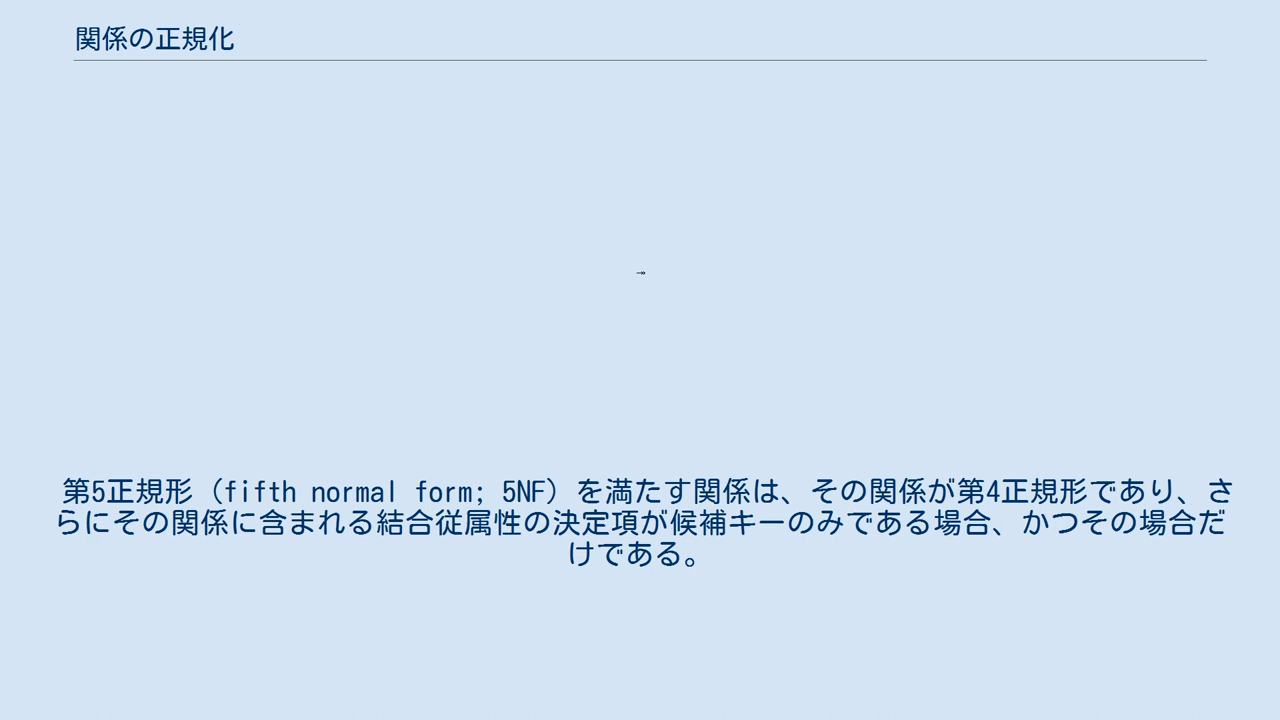 関係の正規化
↠
第5正規形（fifth normal form; 5NF）を満たす関係は、その関係が第4正規形であり、さ
らにその関係に含まれる結合従属性の決定項が候補キーのみである場合、かつその場合だ
けである。